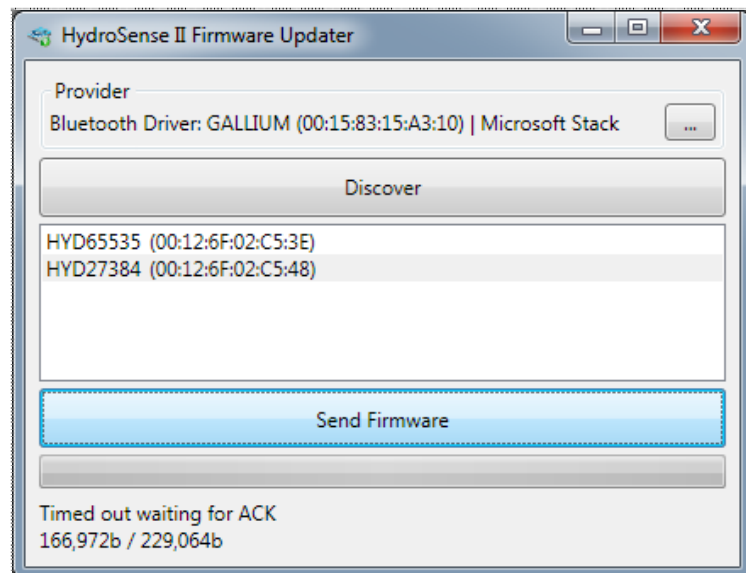 HydroSense II Firmware Updater
Provider
Bluetooth Driver: GALLIUM (00:15:83:15:A3:10) | Microsoft Stack
...
Discover
HYD65535 (00:12:6F:02:C5:3E)
HYD27384 (00:12:6F:02:C5:48)
Send Firmware
Timed out waiting for ACK
166,972b / 229,064b